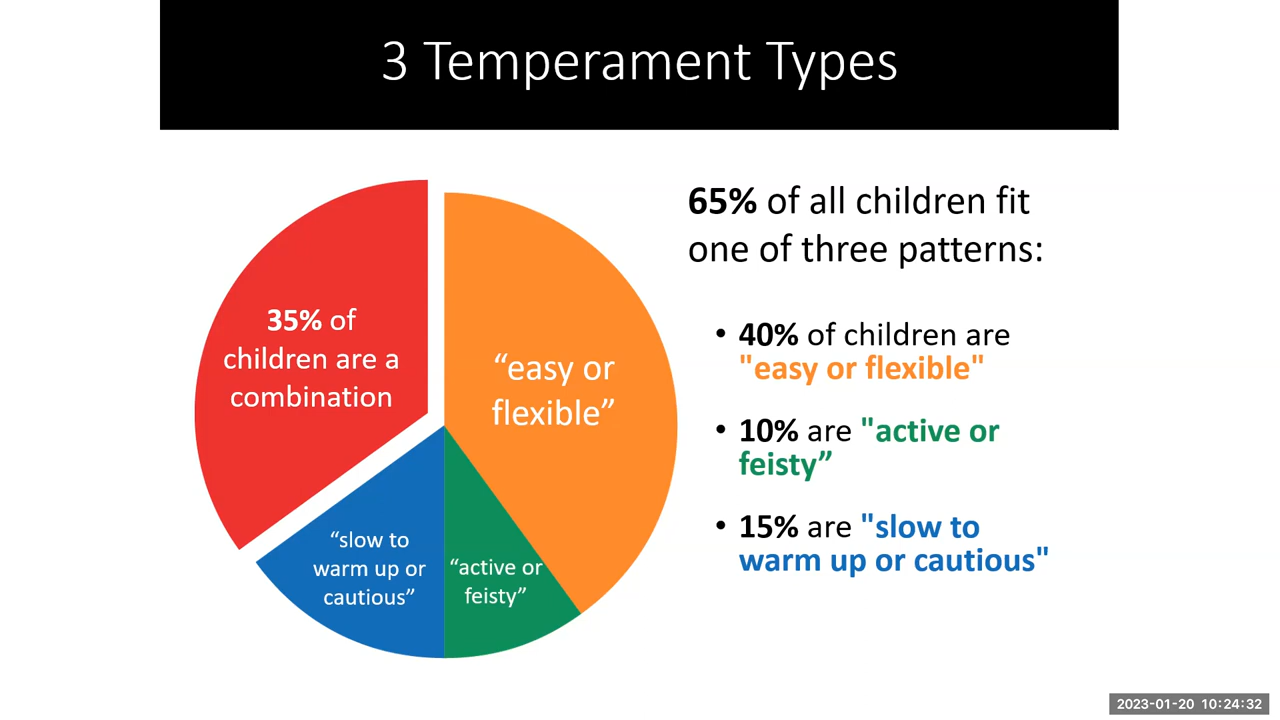 3 Temperament Types
35% of
children are a
combination
“easy or
flexible”
“slow to
warm up or
cautious”
“active or
feisty”
65% of all children fit
one of three patterns:
• 40% of children are
"easy or flexible"
• 10% are "active or
feisty”
• 15% are "slow to
warm up or cautious"
2023-01-20 10:24:32